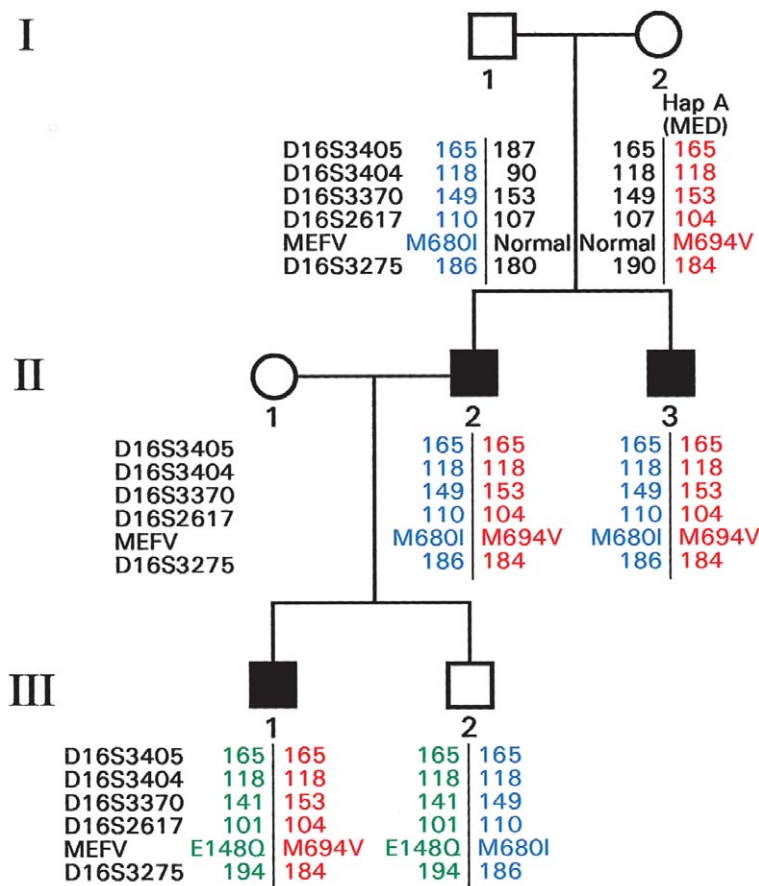 I
1 2
Hap A
(MED)
D16S3405 165 187 165 165
D16S3404 118 90 118 118
D16S3370 149 153 149 153
D16S2617 110 107 107 104
MEFV M680I Normal Normal M694V
D16S3275 186 180 190 184
II
1 2 3
D16S3405 165 165 165 165
D16S3404 118 118 118 118
D16S3370 149 153 149 153
D16S2617 110 104 110 104
MEFV M680I M694V M680I M694V
D16S3275 186 184 186 184
III
1 2
D16S3405 165 165 165 165
D16S3404 118 118 118 118
D16S3370 141 153 141 149
D16S2617 101 104 101 110
MEFV E148Q M694V E148Q M680I
D16S3275 194 184 194 186